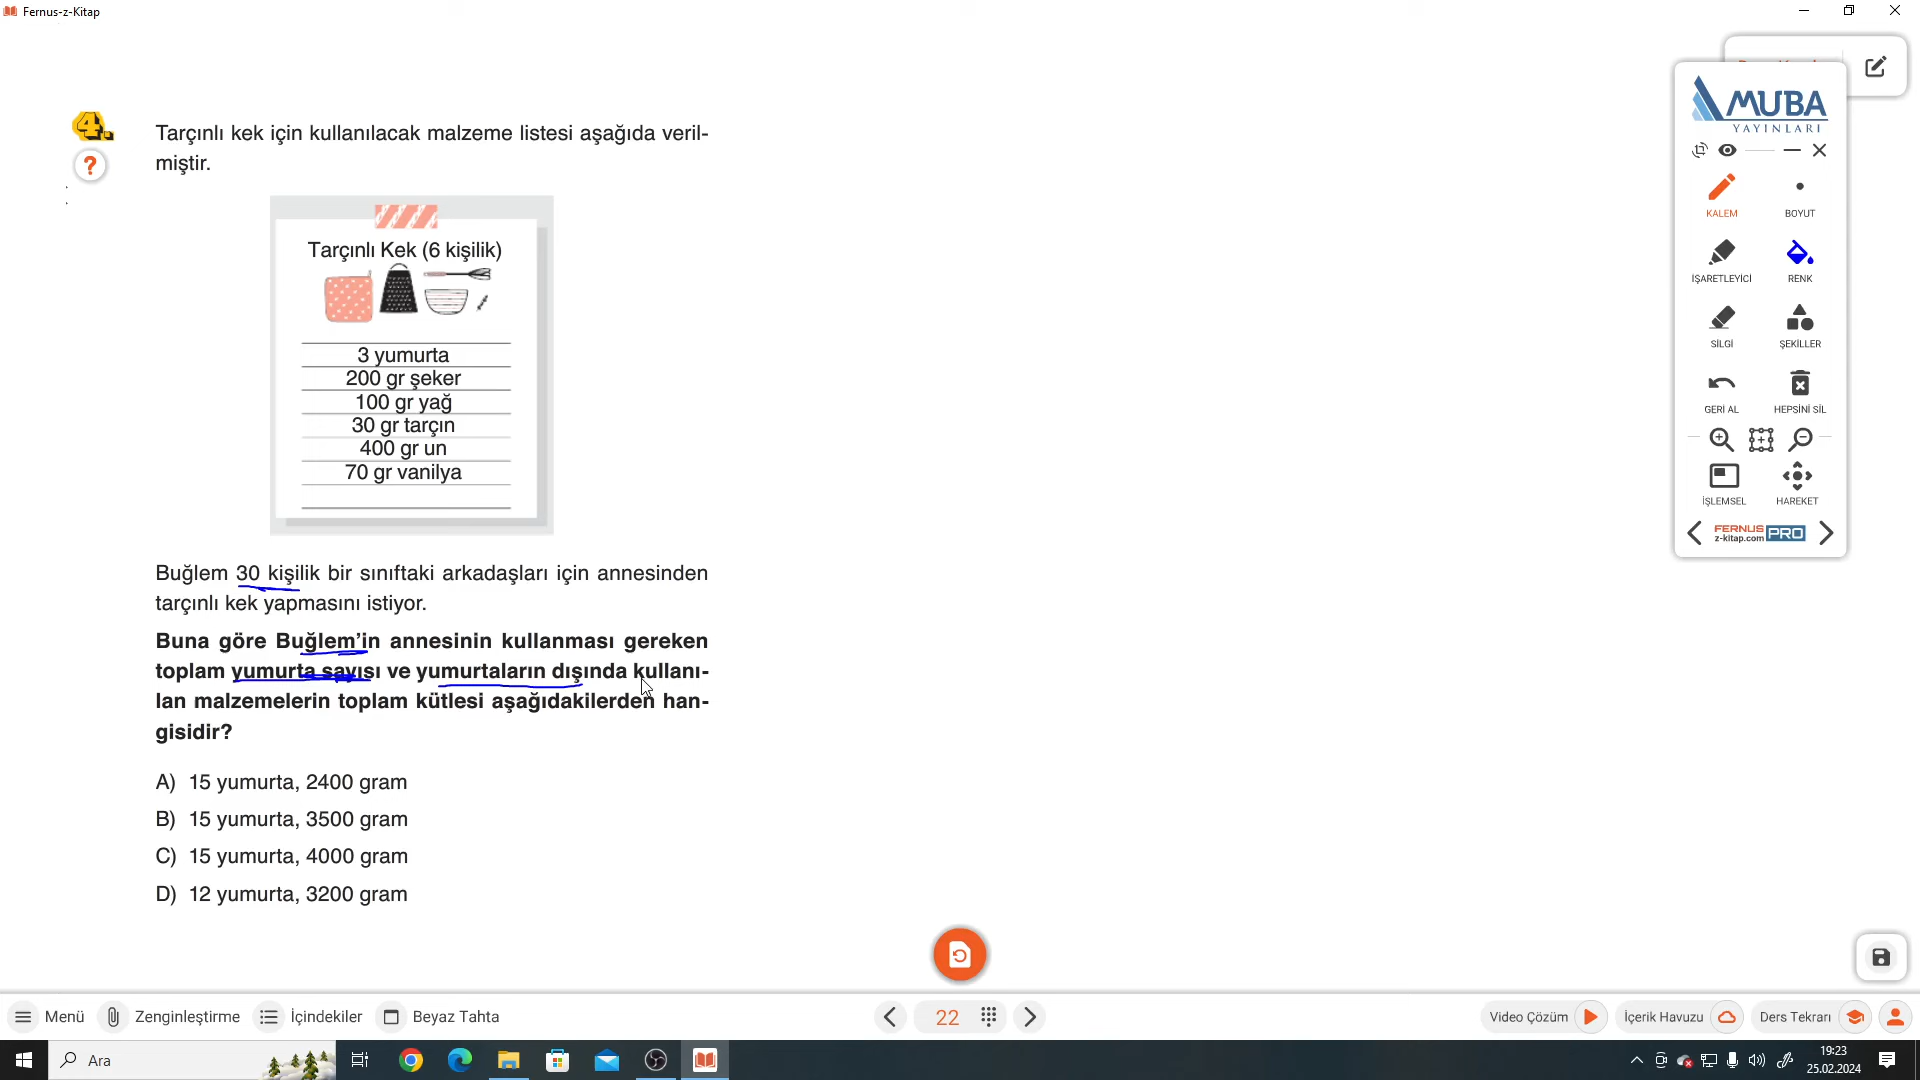 Fernus-z-Kitap
4.
Tarçınlı kek için kullanılacak malzeme listesi aşağıda veril-
miştir.
?
Tarçınlı Kek (6 kişilik)
3 yumurta
200 gr şeker
100 gr yağ
30 gr tarçın
400 gr un
70 gr vanilya
Buğlem 30 kişilik bir sınıftaki arkadaşları için annesinden
tarçınlı kek yapmasını istiyor.
Buna göre Buğlem'in annesinin kullanması gereken
toplam yumurta sayısı ve yumurtaların dışında kullanı-
lan malzemelerin toplam kütlesi aşağıdakilerden han-
gisidir?
A) 15 yumurta, 2400 gram
B) 15 yumurta, 3500 gram
C) 15 yumurta, 4000 gram
D) 12 yumurta, 3200 gram
MUBA
YAYINLARI
KALEM
BOYUT
İŞARETLEYİCİ
RENK
SİLGİ
ŞEKİLLER
GERİ AL
HEPSİNİ SİL
İŞLEMSEL
HAREKET
FERNUS
z-kitap.com
PRO
Menü
Zenginleştirme
İçindekiler
Beyaz Tahta
22
Video Çözüm
İçerik Havuzu
Ders Tekrarı
Ara
19:23
25.02.2024